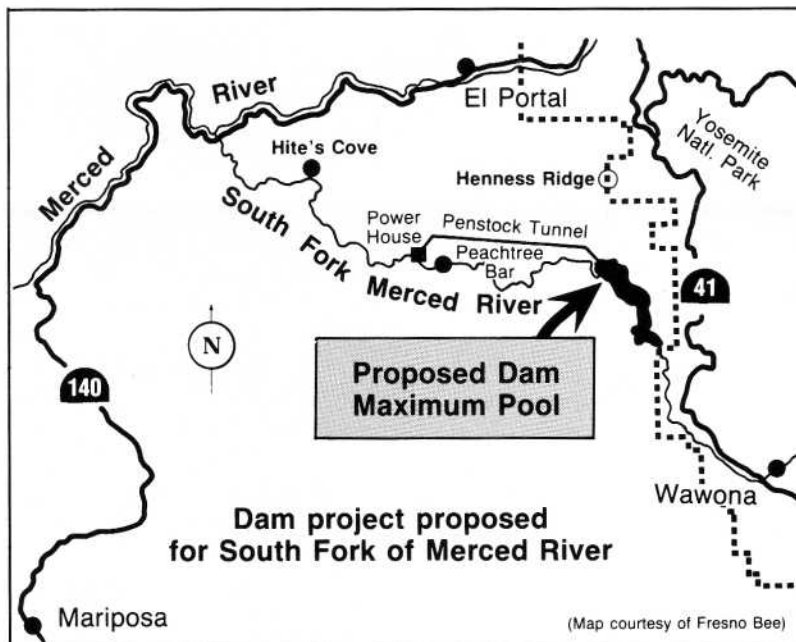 River
El Portal
Merced
Hite's Cove
Yosemite
Natl. Park
Henness Ridge
South Fork Merced River
Power
House
Penstock Tunnel
Peachtree
Bar
41
N
140
Proposed Dam
Maximum Pool
Wawona
Dam project proposed
for South Fork of Merced River
Mariposa
(Map courtesy of Fresno Bee)